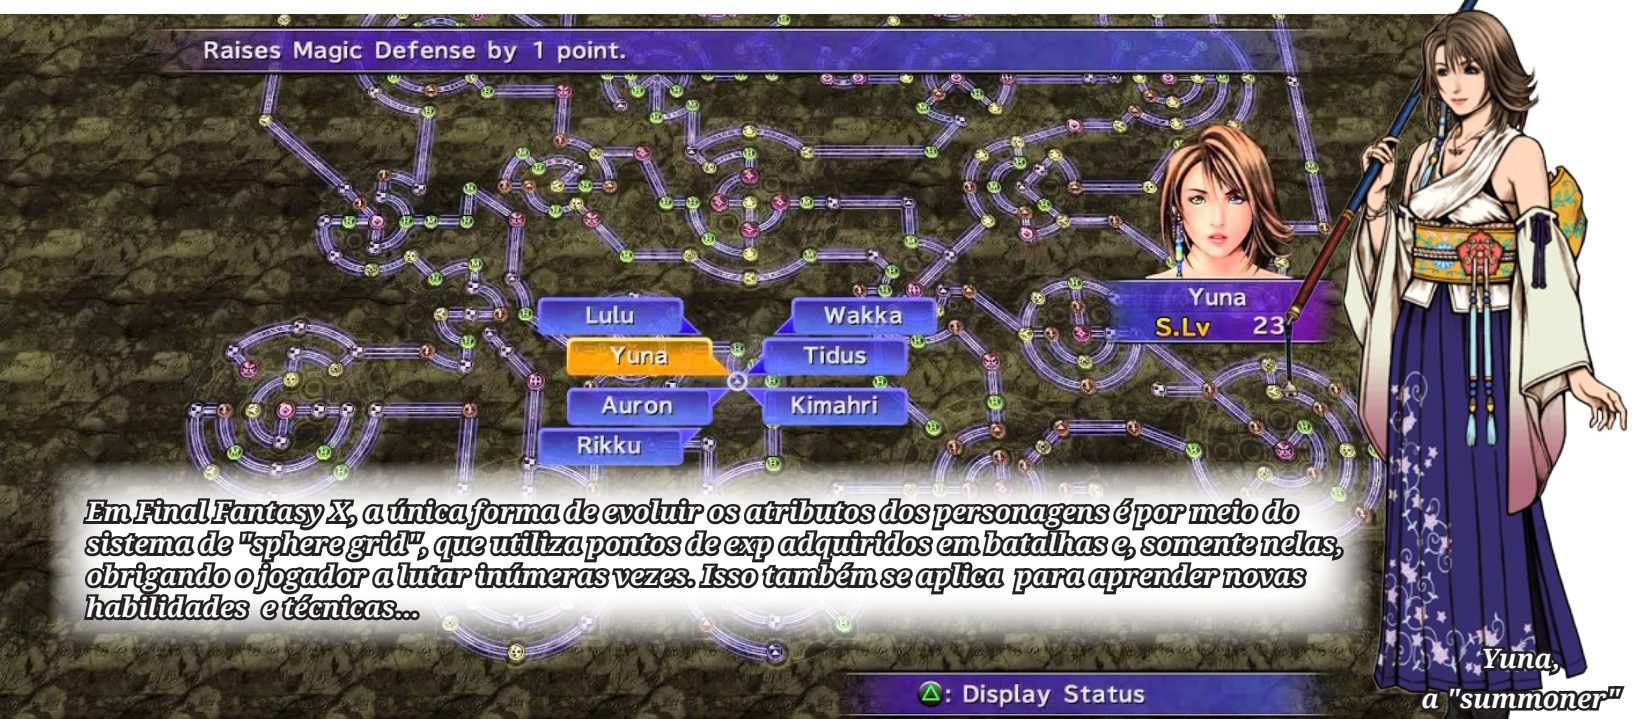 Raises Magic Defense by 1 point.
Yuna
S.Lv 23
Lulu
Wakka
Yuna
Tidus
Auron
Kimahri
Rikku
Em Final Fantasy X, a única forma de evoluir os atributos dos personagens é por meio do
sistema de "sphere grid", que utiliza pontos de exp adquiridos em batalhas e, somente nelas,
obrigando o jogador a lutar inúmeras vezes. Isso também se aplica para aprender novas
habilidades e técnicas...
: Display Status
Yuna,
a "summoner"